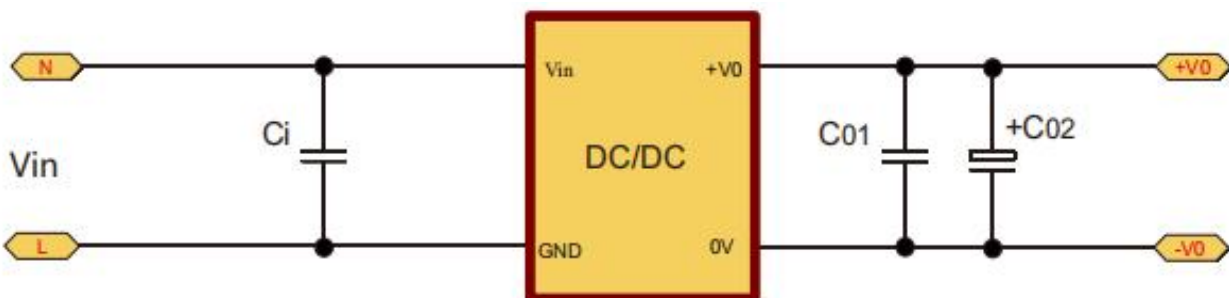 N
Vin
+V0
+V0
Ci
C01
+C02
Vin
DC/DC
L
GND
0V
-V0